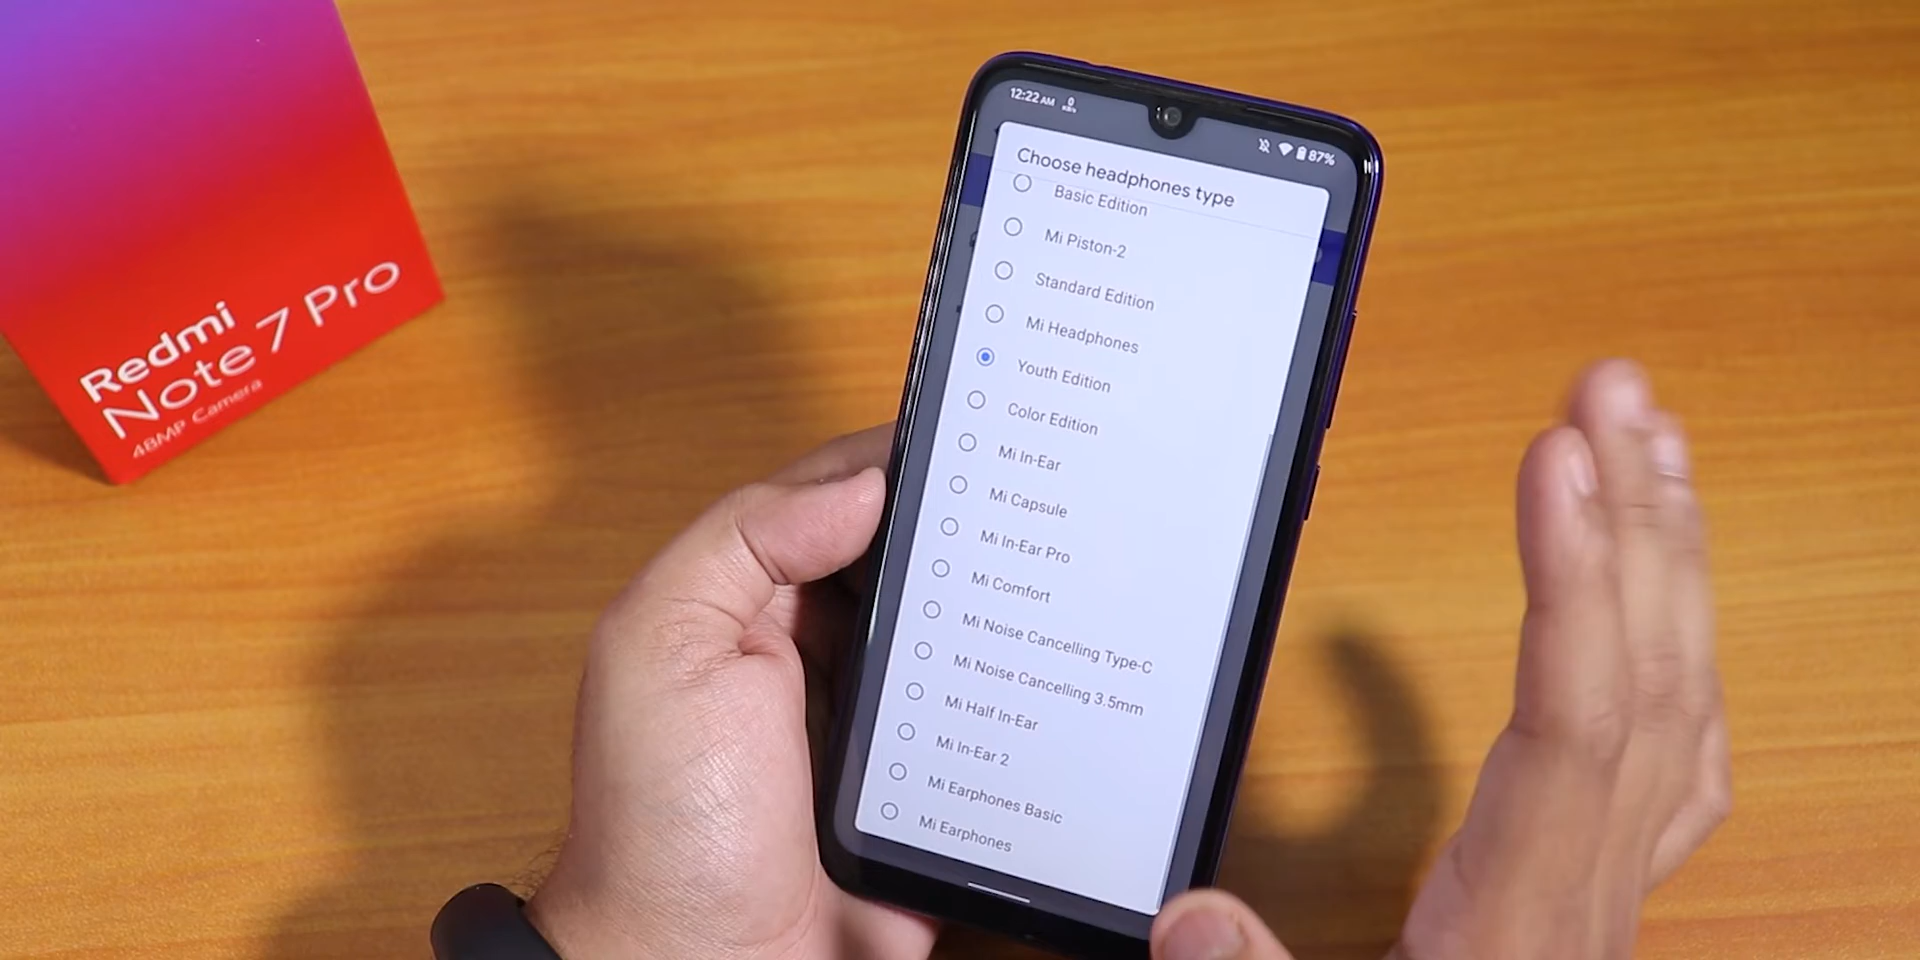 Redmi
Note 7 Pro
48MP Camera
12:22 AM 0 KB/s
87%
Choose headphones type
Basic Edition
Mi Piston-2
Standard Edition
Mi Headphones
Youth Edition
Color Edition
Mi In-Ear
Mi Capsule
Mi In-Ear Pro
Mi Comfort
Mi Noise Cancelling Type-C
Mi Noise Cancelling 3.5mm
Mi Half In-Ear
Mi In-Ear 2
Mi Earphones Basic
Mi Earphones